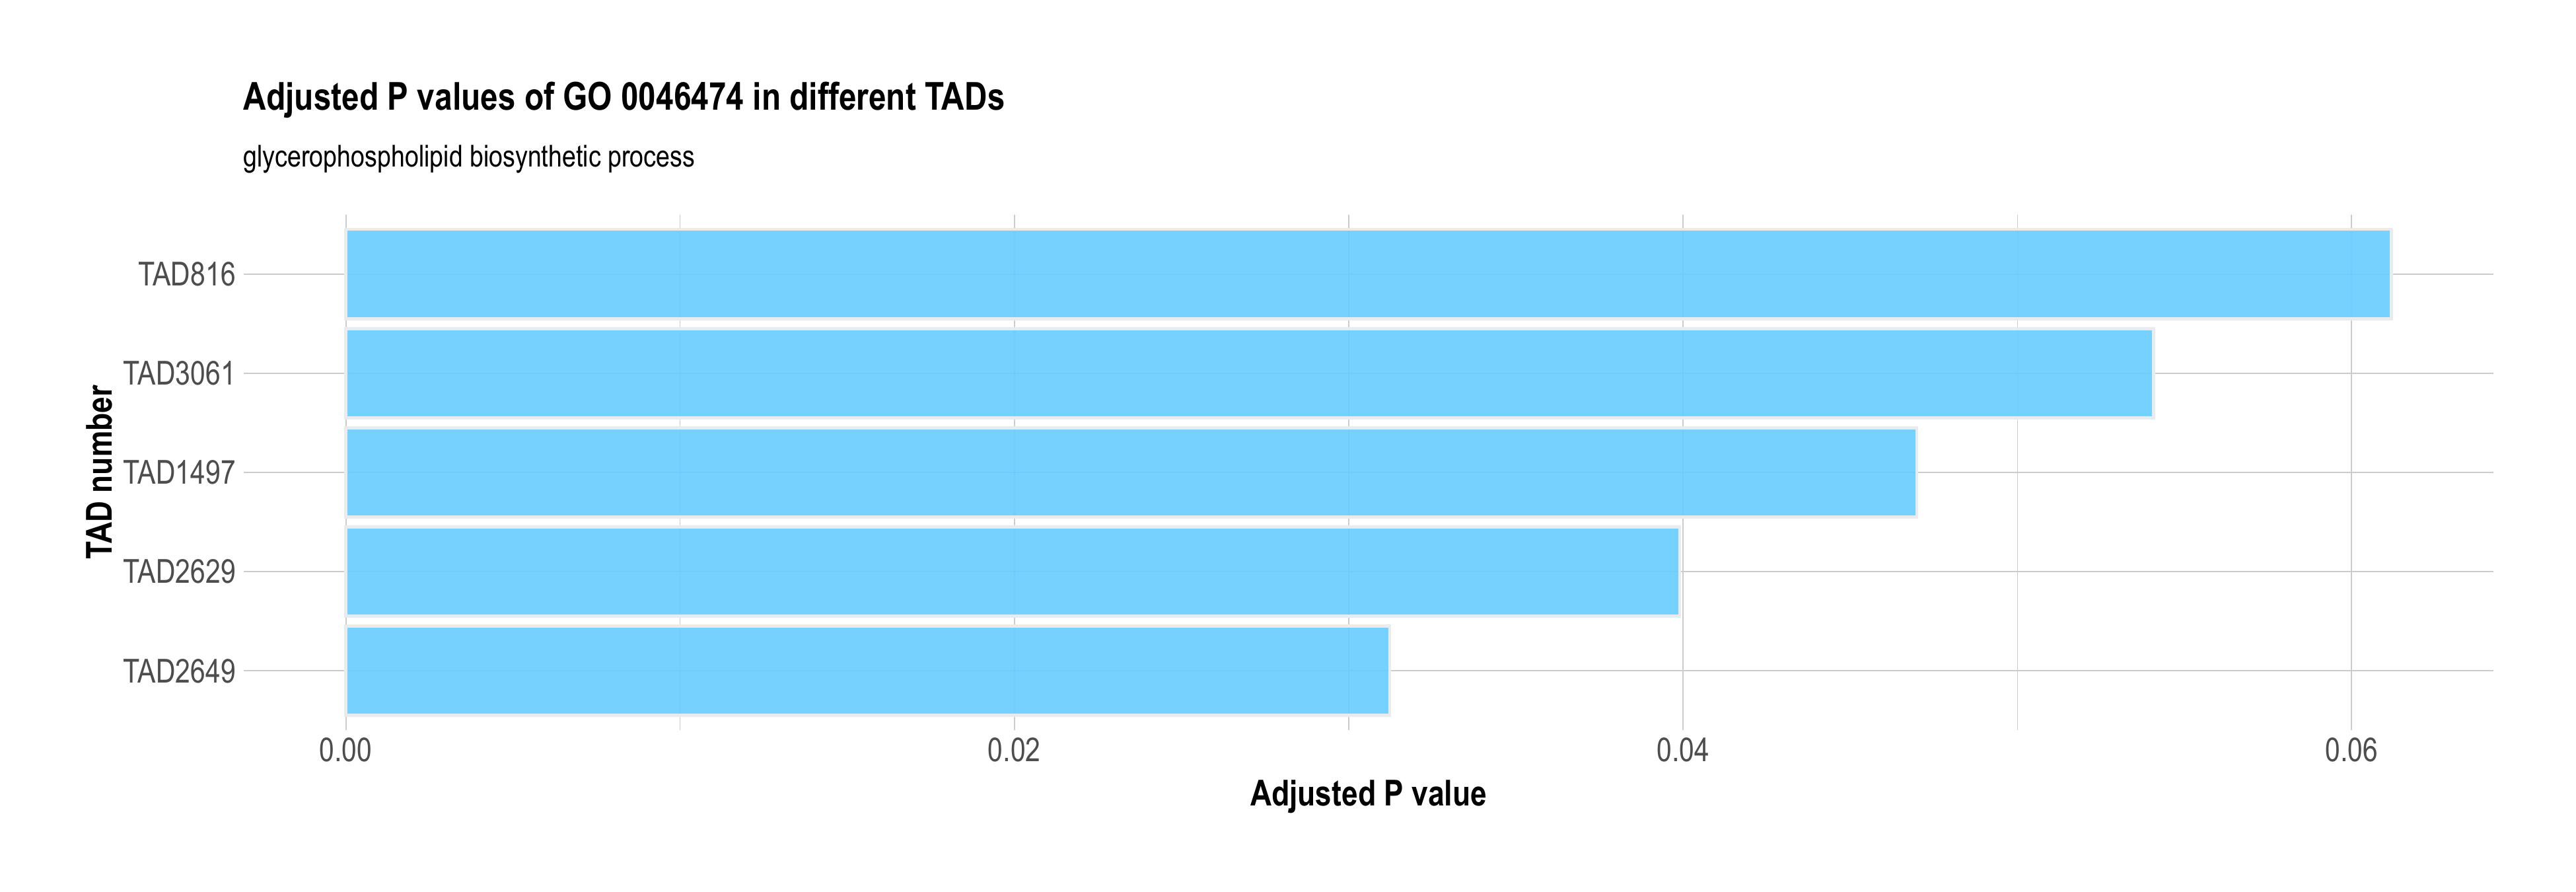 Adjusted P values of GO 0046474 in different TADs
glycerophospholipid biosynthetic process
TAD number
TAD816
TAD3061
TAD1497
TAD2629
TAD2649
0.00 0.02 0.04 0.06
Adjusted P value